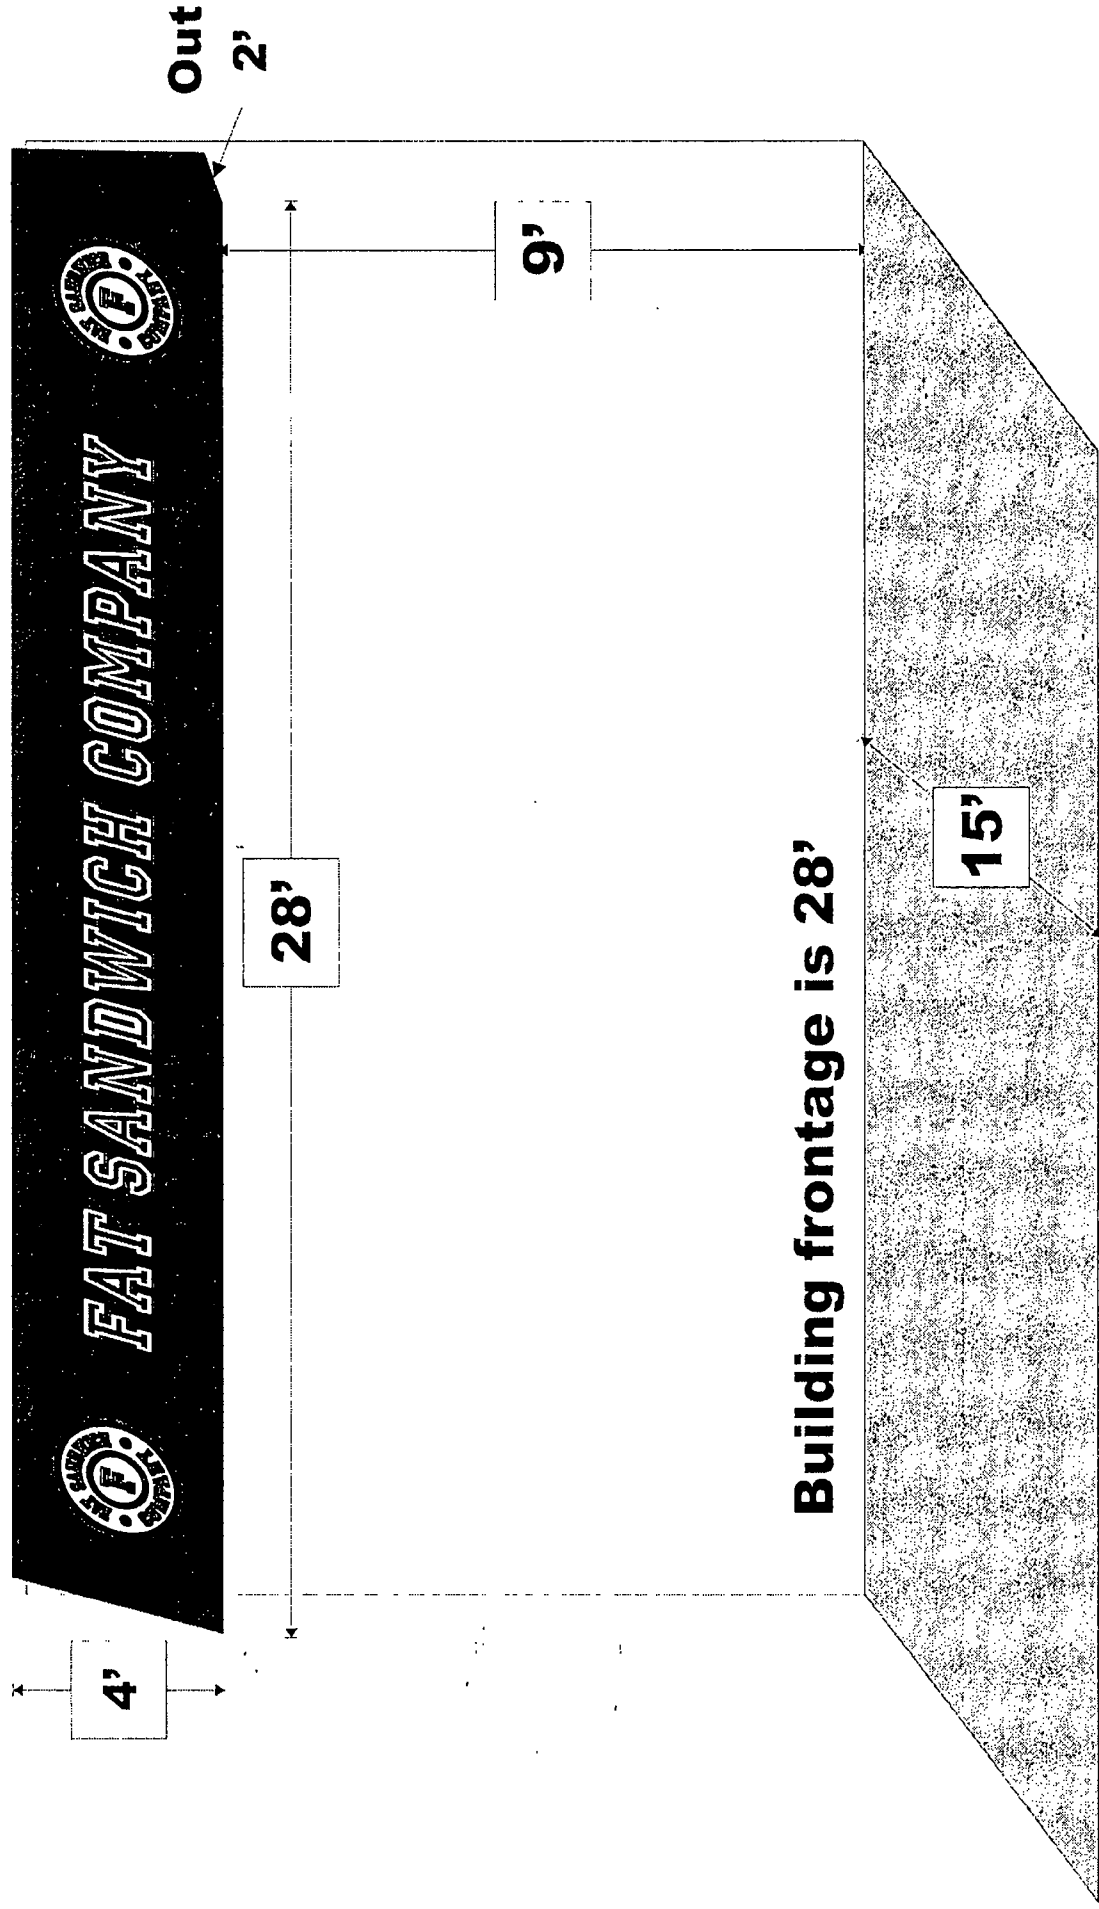 FAT SANDWICH COMPANY
F
F
4'
28'
Out
2'
9'
Building frontage is 28'
15'